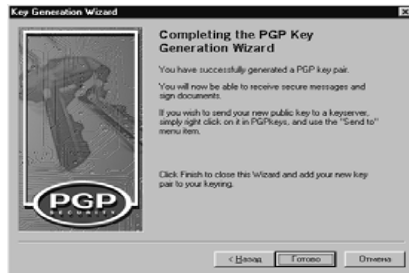 Key Generation Wizard
Completing the PGP Key
Generation Wizard
You have successfully generated a PGP key pair.
You will now be able to receive secure messages and
sign documents.
If you wish to send your new public key to a keyserver,
simply right click on it in PGPkeys, and use the "Send to"
menu item.
Click Finish to close this Wizard and add your new key
pair to your keyring.
PGP
SECURITY
< Назад
Готово
Отмена